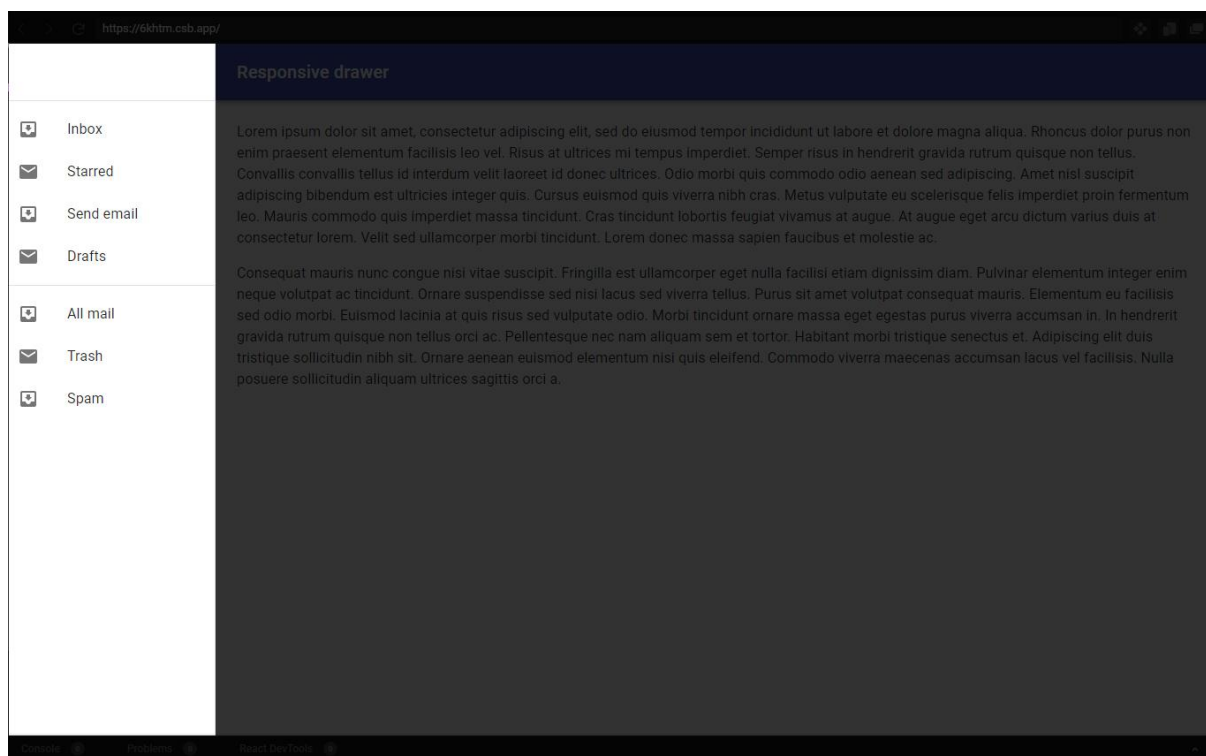 https://6khtm.csb.app/
Responsive drawer
Inbox
Starred
Send email
Drafts
All mail
Trash
Spam
Lorem ipsum dolor sit amet, consectetur adipiscing elit, sed do eiusmod tempor incididunt ut labore et dolore magna aliqua. Rhoncus dolor purus non
enim praesent elementum facilisis leo vel. Risus at ultrices mi tempus imperdiet. Semper risus in hendrerit gravida rutrum quisque non tellus.
Convallis convallis tellus id interdum velit laoreet id donec ultrices. Odio morbi quis commodo odio aenean sed adipiscing. Amet nisl suscipit
adipiscing bibendum est ultricies integer quis. Cursus euismod quis viverra nibh cras. Metus vulputate eu scelerisque felis imperdiet proin fermentum
leo. Mauris commodo quis imperdiet massa tincidunt. Cras tincidunt lobortis feugiat vivamus at augue. At augue eget arcu dictum varius duis at
consectetur lorem. Velit sed ullamcorper morbi tincidunt. Lorem donec massa sapien faucibus et molestie ac.
Consequat mauris nunc congue nisi vitae suscipit. Fringilla est ullamcorper eget nulla facilisi etiam dignissim diam. Pulvinar elementum integer enim
neque volutpat ac tincidunt. Ornare suspendisse sed nisi lacus sed viverra tellus. Purus sit amet volutpat consequat mauris. Elementum eu facilisis
sed odio morbi. Euismod lacinia at quis risus sed vulputate odio. Morbi tincidunt ornare massa eget egestas purus viverra accumsan in. In hendrerit
gravida rutrum quisque non tellus orci ac. Pellentesque nec nam aliquam sem et tortor. Habitant morbi tristique senectus et. Adipiscing elit duis
tristique sollicitudin nibh sit. Ornare aenean euismod elementum nisi quis eleifend. Commodo viverra maecenas accumsan lacus vel facilisis. Nulla
posuere sollicitudin aliquam ultrices sagittis orci a.
Console Problems React DevTools